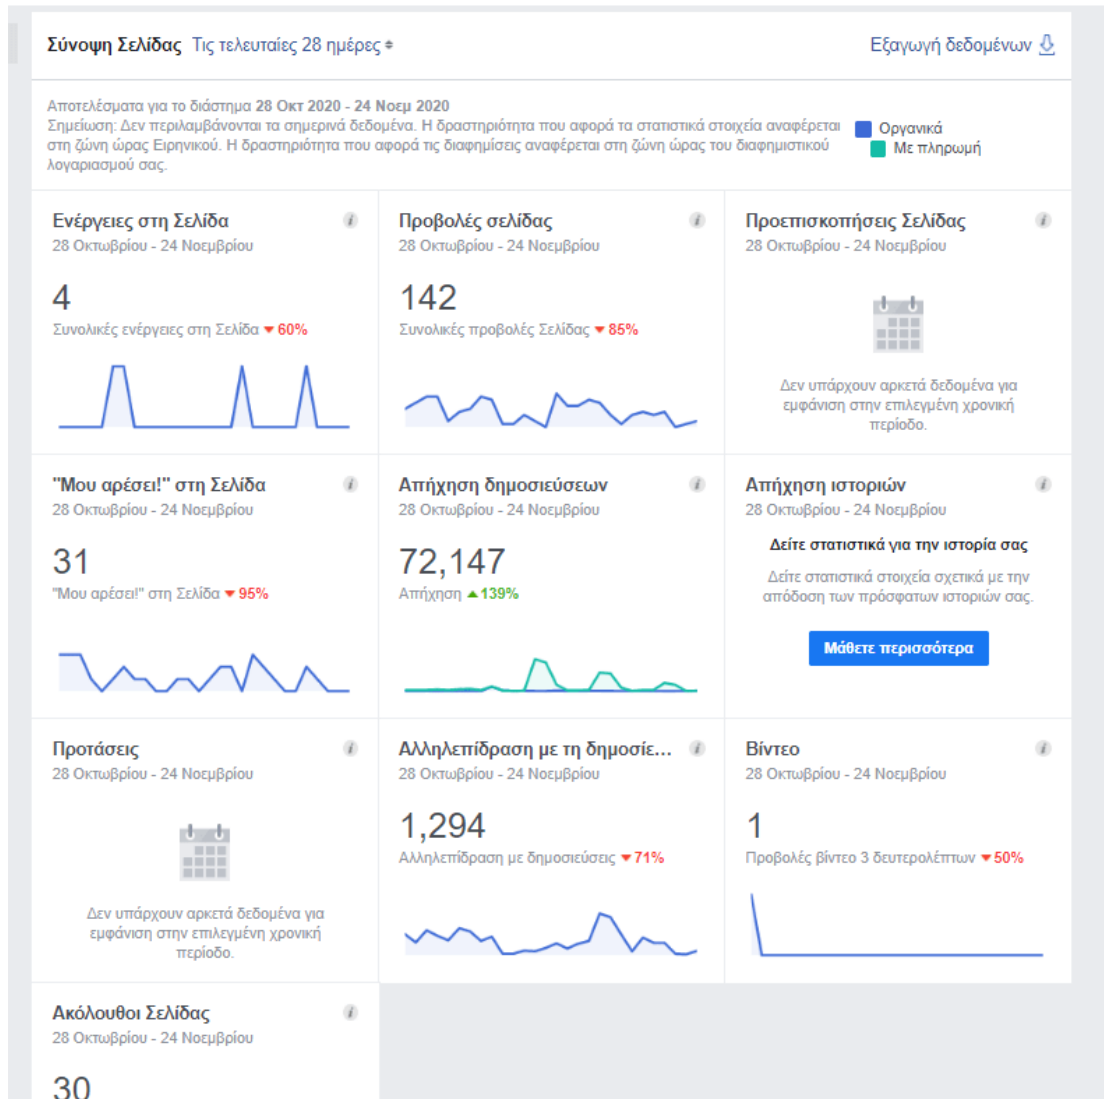 Σύνοψη Σελίδας Τις τελευταίες 28 ημέρες
Εξαγωγή δεδομένων
Αποτελέσματα για το διάστημα 28 Οκτ 2020 - 24 Νοεμ 2020
Σημείωση: Δεν περιλαμβάνονται τα σημερινά δεδομένα. Η δραστηριότητα που αφορά τα στατιστικά στοιχεία αναφέρεται
στη ζώνη ώρας Ειρηνικού. Η δραστηριότητα που αφορά τις διαφημίσεις αναφέρεται στη ζώνη ώρας του διαφημιστικού
λογαριασμού σας.
Οργανικά
Με πληρωμή
Ενέργειες στη Σελίδα
28 Οκτωβρίου - 24 Νοεμβρίου
4
Συνολικές ενέργειες στη Σελίδα 60%
Προβολές σελίδας
28 Οκτωβρίου - 24 Νοεμβρίου
142
Συνολικές προβολές Σελίδας 85%
Προεπισκοπήσεις Σελίδας
28 Οκτωβρίου - 24 Νοεμβρίου
Δεν υπάρχουν αρκετά δεδομένα για
εμφάνιση στην επιλεγμένη χρονική
περίοδο.
"Μου αρέσει!" στη Σελίδα
28 Οκτωβρίου - 24 Νοεμβρίου
31
"Μου αρέσει!" στη Σελίδα 95%
Απήχηση δημοσιεύσεων
28 Οκτωβρίου - 24 Νοεμβρίου
72,147
Απήχηση 139%
Απήχηση ιστοριών
28 Οκτωβρίου - 24 Νοεμβρίου
Δείτε στατιστικά για την ιστορία σας
Δείτε στατιστικά στοιχεία σχετικά με την
απόδοση των πρόσφατων ιστοριών σας.
Μάθετε περισσότερα
Προτάσεις
28 Οκτωβρίου - 24 Νοεμβρίου
Δεν υπάρχουν αρκετά δεδομένα για
εμφάνιση στην επιλεγμένη χρονική
περίοδο.
Αλληλεπίδραση με τη δημοσίε...
28 Οκτωβρίου - 24 Νοεμβρίου
1,294
Αλληλεπίδραση με δημοσιεύσεις 71%
Βίντεο
28 Οκτωβρίου - 24 Νοεμβρίου
1
Προβολές βίντεο 3 δευτερολέπτων 50%
Ακόλουθοι Σελίδας
28 Οκτωβρίου - 24 Νοεμβρίου
30